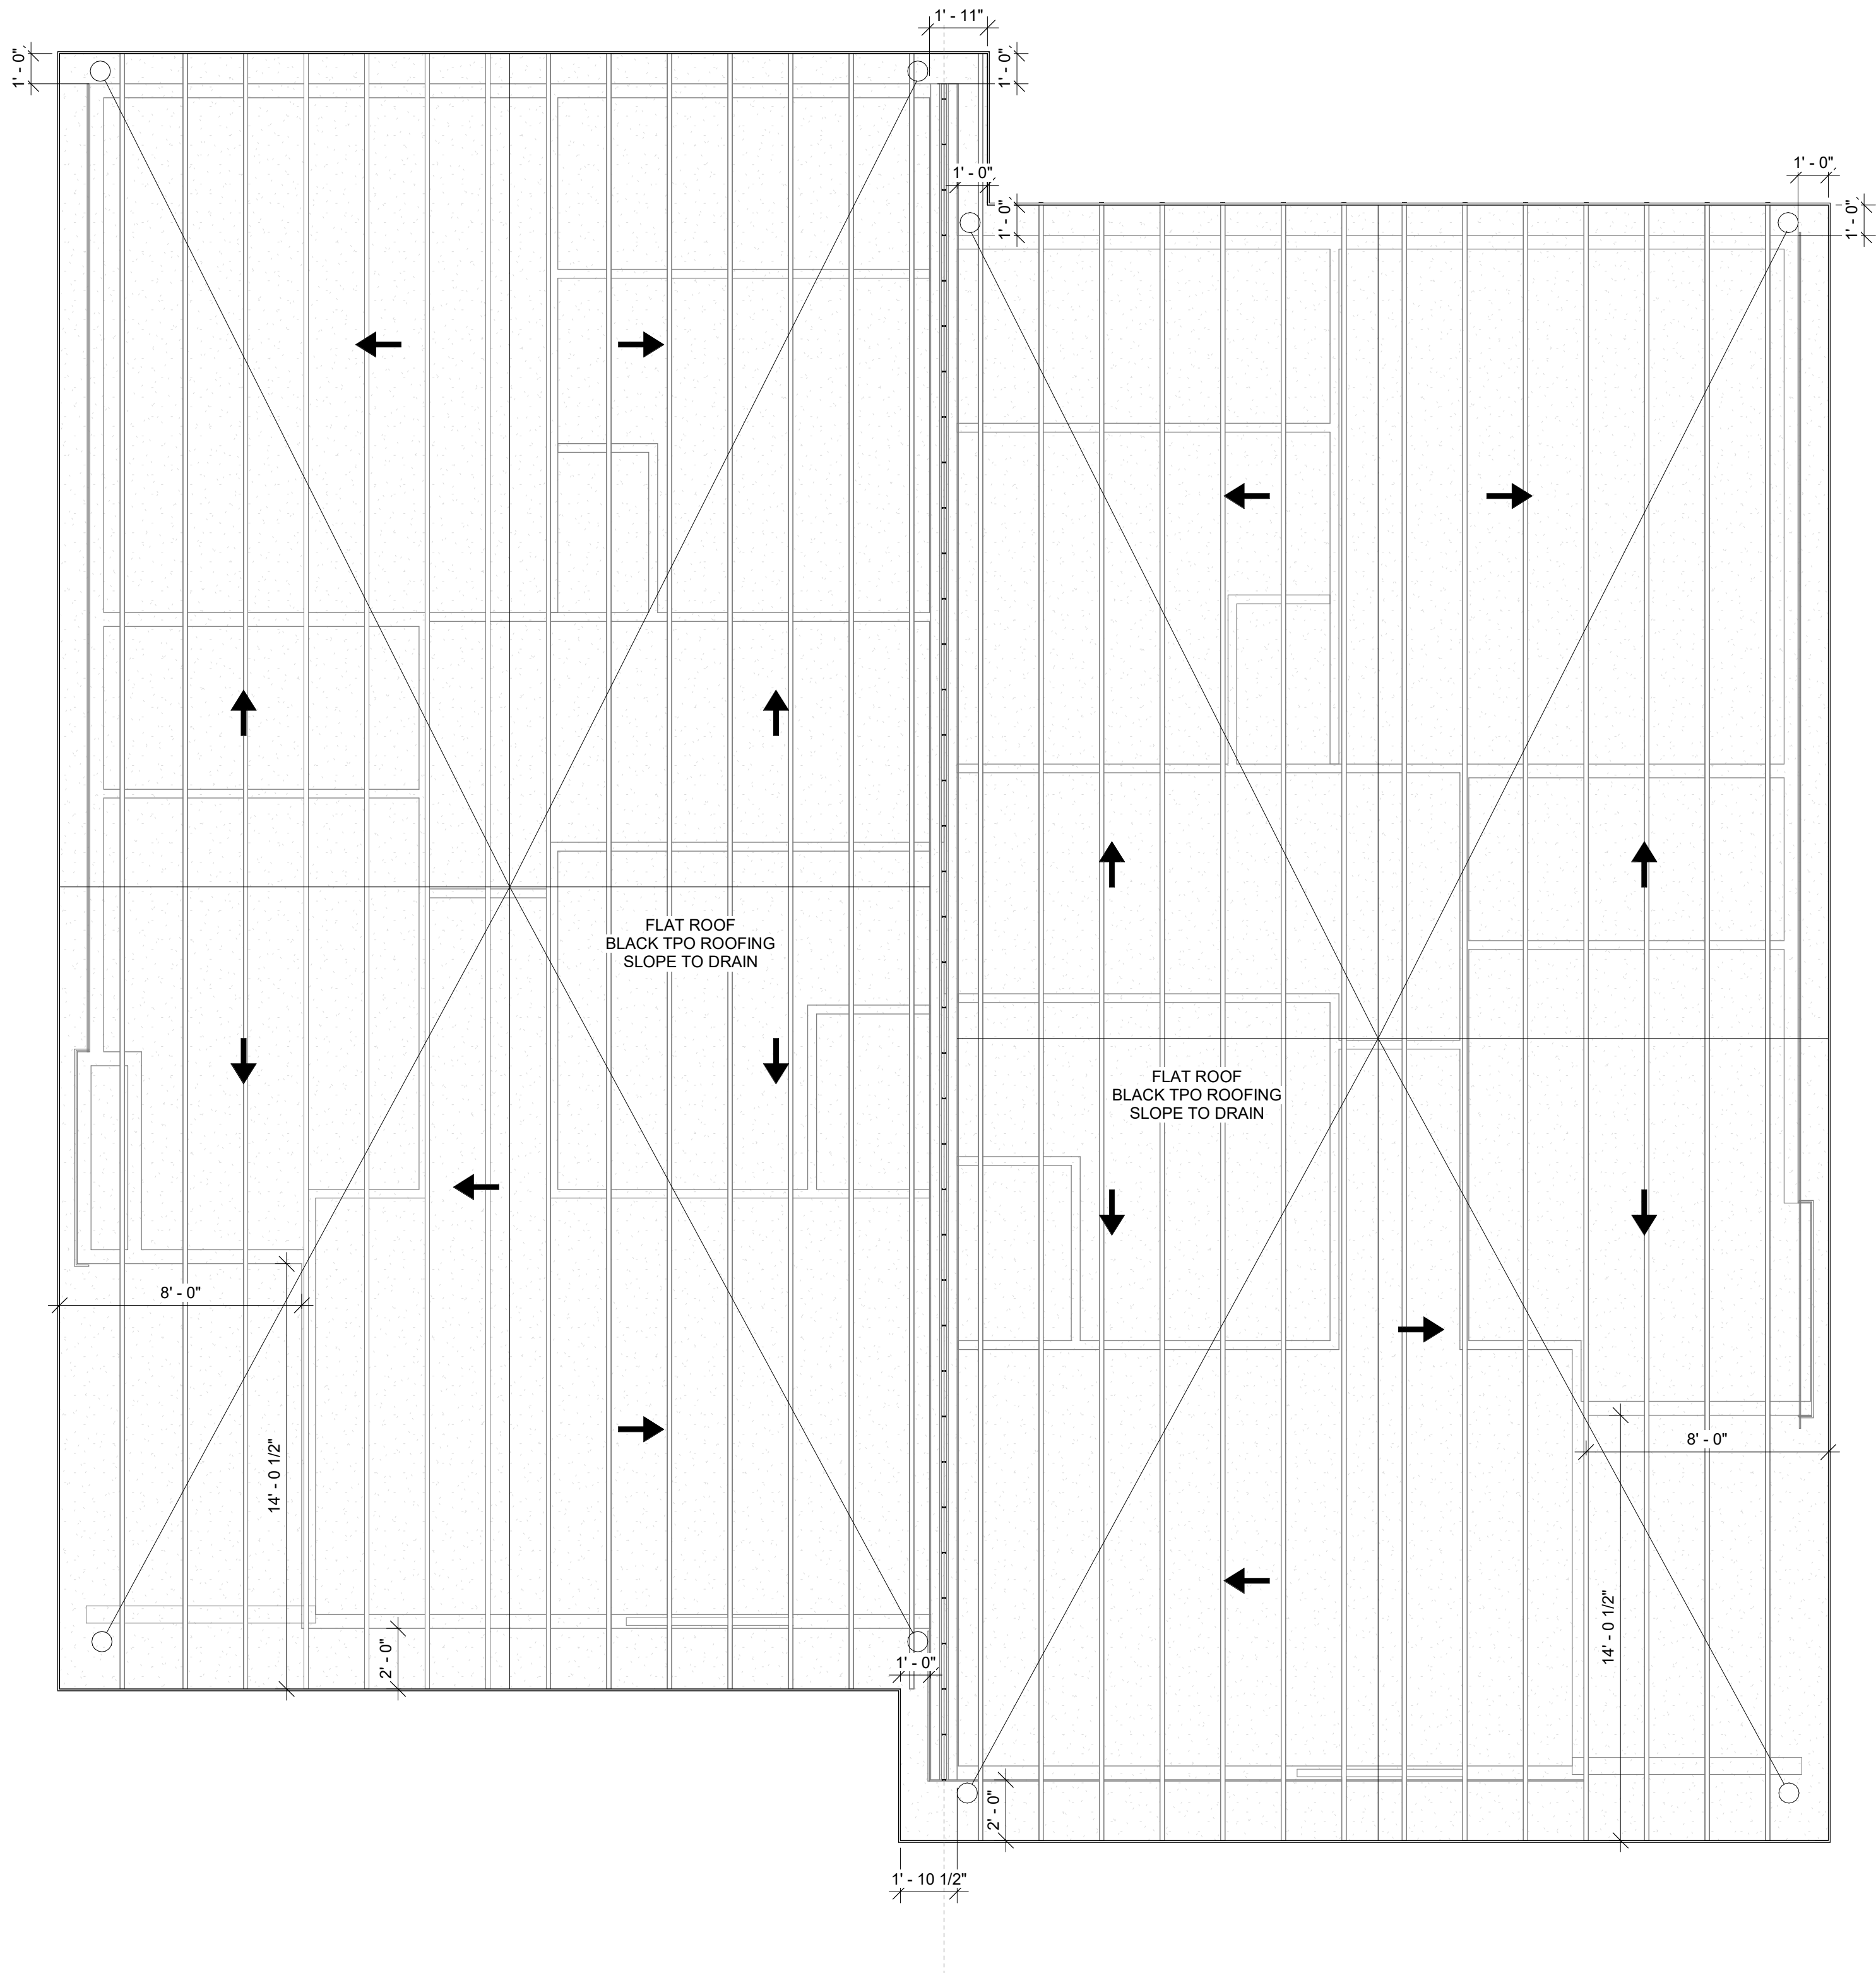 1' - 11"
1' - 0"
1' - 0"
1' - 0"
1' - 0"
1' - 0"
1' - 0"
FLAT ROOF
BLACK TPO ROOFING
SLOPE TO DRAIN
FLAT ROOF
BLACK TPO ROOFING
SLOPE TO DRAIN
8' - 0"
8' - 0"
14' - 0 1/2"
14' - 0 1/2"
2' - 0"
1' - 0"
2' - 0"
1' - 10 1/2"